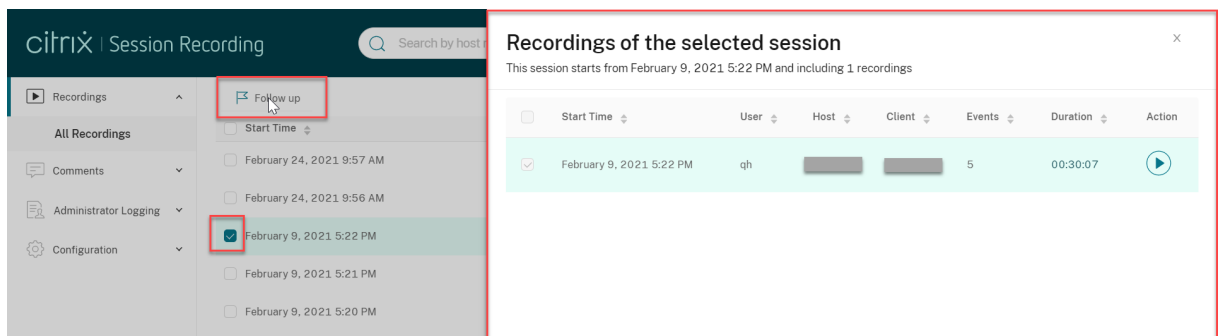 citrix | Session Recording
Search by host
Recordings
All Recordings
Comments
Administrator Logging
Configuration
Follow up
Start Time
February 24, 2021 9:57 AM
February 24, 2021 9:56 AM
February 9, 2021 5:22 PM
February 9, 2021 5:21 PM
February 9, 2021 5:20 PM
Recordings of the selected session
This session starts from February 9, 2021 5:22 PM and including 1 recordings
Start Time User Host Client Events Duration Action
February 9, 2021 5:22 PM qh 5 00:30:07